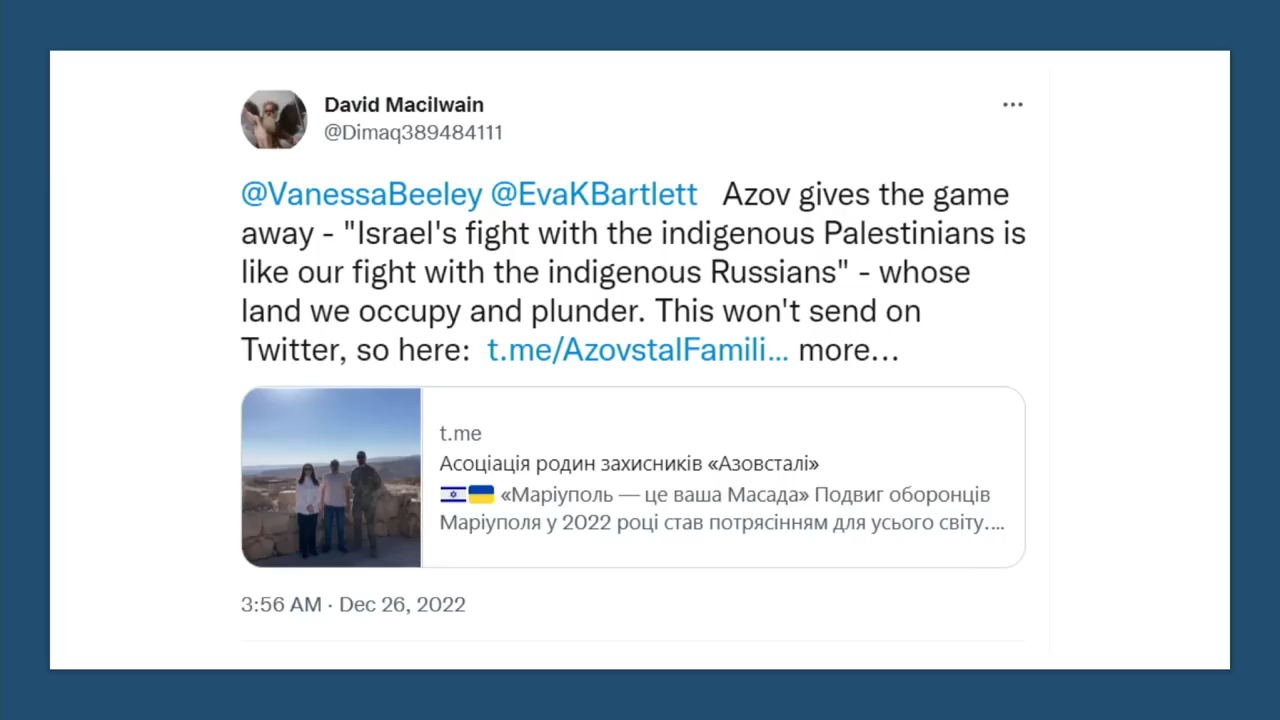 David Macilwain
@Dimaq389484111
@VanessaBeeley @EvaKBartlett Azov gives the game
away - "Israel's fight with the indigenous Palestinians is
like our fight with the indigenous Russians" - whose
land we occupy and plunder. This won't send on
Twitter, so here: t.me/AzovstalFamili... more...
t.me
Асоціація родин захисників «Азовсталі»
«Маріуполь — це ваша Масада» Подвиг оборонців
Маріуполя у 2022 році став потрясінням для усього світу....
3:56 AM · Dec 26, 2022